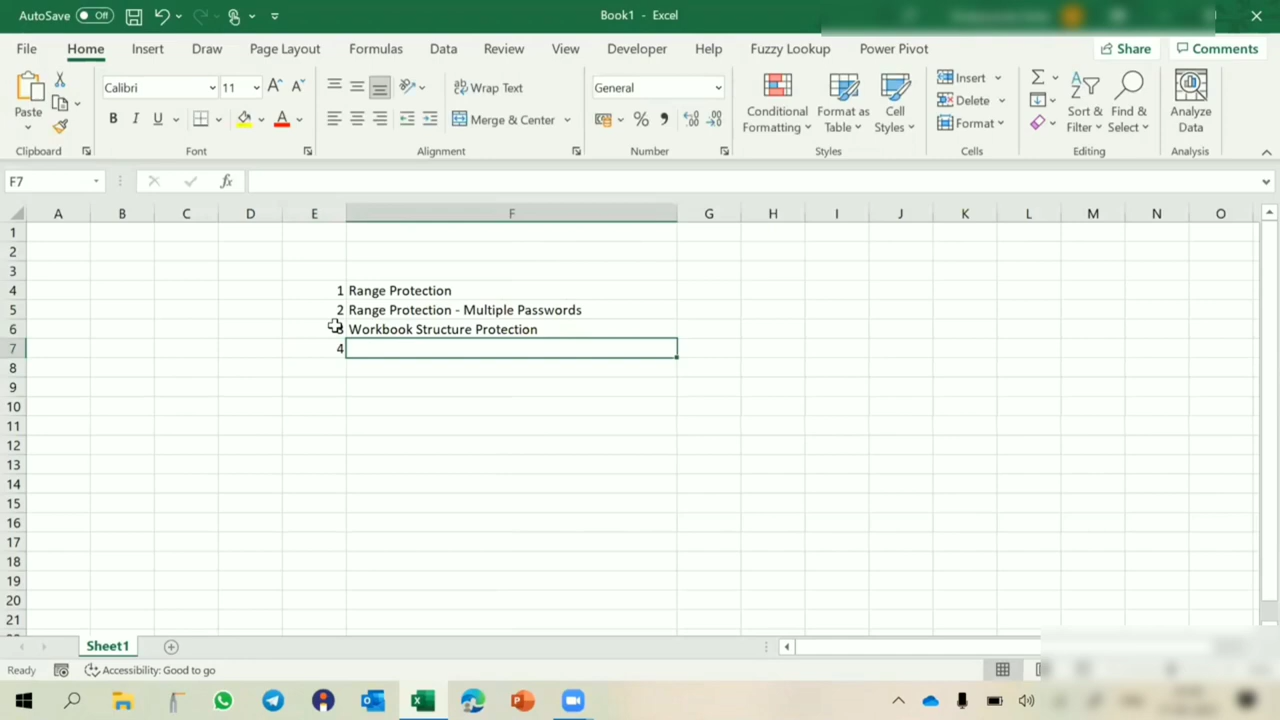 AutoSave Off Book1 - Excel
File Home Insert Draw Page Layout Formulas Data Review View Developer Help Fuzzy Lookup Power Pivot Share Comments
Paste
Clipboard
Calibri 11
B I U A
Font
Wrap Text
Merge & Center
Alignment
General
%
Number
Conditional Formatting
Format as Table
Cell Styles
Styles
Insert
Delete
Format
Cells
Sort & Filter
Find & Select
Editing
Analyze Data
Analysis
F7 fx
A B C D E F G H I J K L M N O
1
2
3
4 1 Range Protection
5 2 Range Protection - Multiple Passwords
6 Workbook Structure Protection
7 4
8
9
10
11
12
13
14
15
16
17
18
19
20
21
Sheet1
Ready Accessibility: Good to go